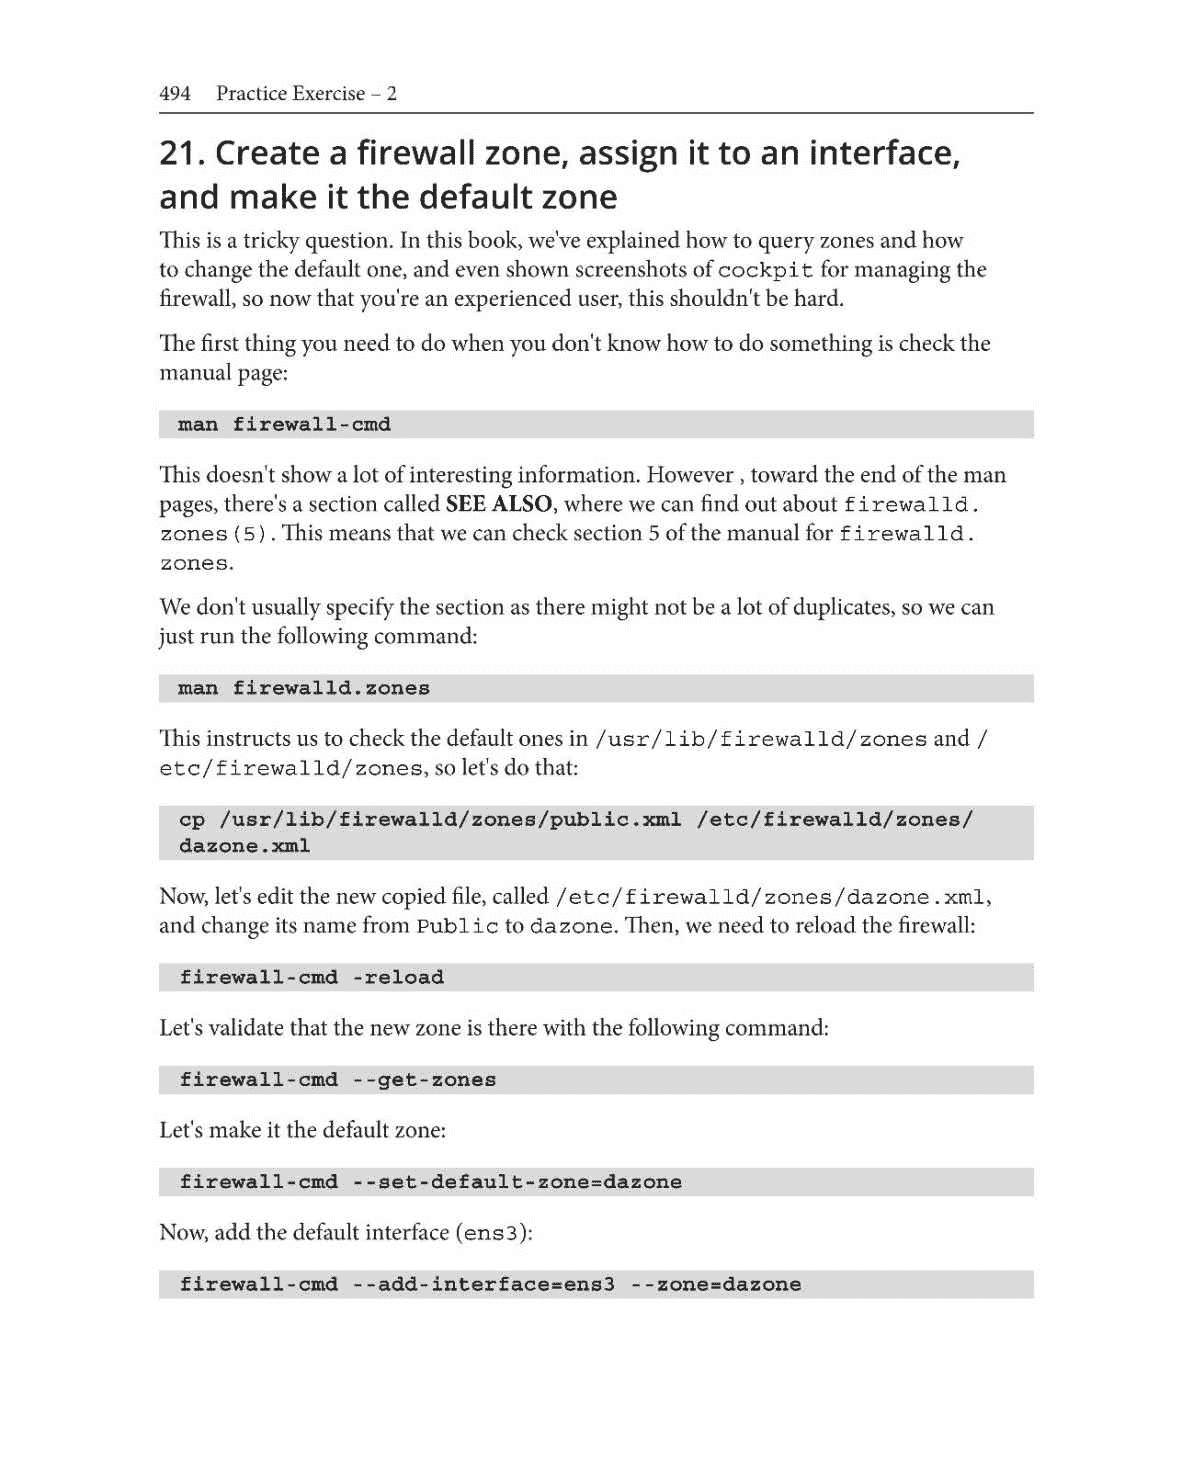 494 Practice Exercise – 2
21. Create a firewall zone, assign it to an interface,
and make it the default zone
This is a tricky question. In this book, we've explained how to query zones and how
to change the default one, and even shown screenshots of cockpit for managing the
firewall, so now that you're an experienced user, this shouldn't be hard.
The first thing you need to do when you don't know how to do something is check the
manual page:
man firewall-cmd
This doesn't show a lot of interesting information. However , toward the end of the man
pages, there's a section called SEE ALSO, where we can find out about firewalld.
zones(5). This means that we can check section 5 of the manual for firewalld.
zones.
We don't usually specify the section as there might not be a lot of duplicates, so we can
just run the following command:
man firewalld.zones
This instructs us to check the default ones in /usr/lib/firewalld/zones and /
etc/firewalld/zones, so let's do that:
cp /usr/lib/firewalld/zones/public.xml /etc/firewalld/zones/
dazone.xml
Now, let's edit the new copied file, called /etc/firewalld/zones/dazone.xml,
and change its name from Public to dazone. Then, we need to reload the firewall:
firewall-cmd -reload
Let's validate that the new zone is there with the following command:
firewall-cmd --get-zones
Let's make it the default zone:
firewall-cmd --set-default-zone=dazone
Now, add the default interface (ens3):
firewall-cmd --add-interface=ens3 --zone=dazone